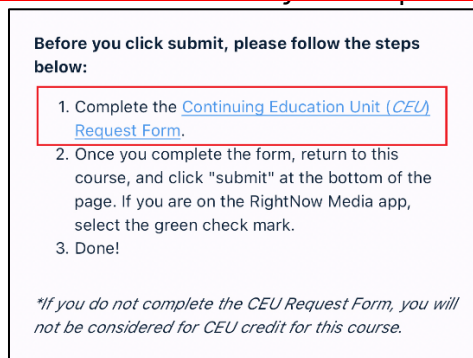 Before you click submit, please follow the steps
below:
1. Complete the Continuing Education Unit (CEU)
Request Form.
2. Once you complete the form, return to this
course, and click "submit" at the bottom of the
page. If you are on the RightNow Media app,
select the green check mark.
3. Done!
*If you do not complete the CEU Request Form, you will
not be considered for CEU credit for this course.